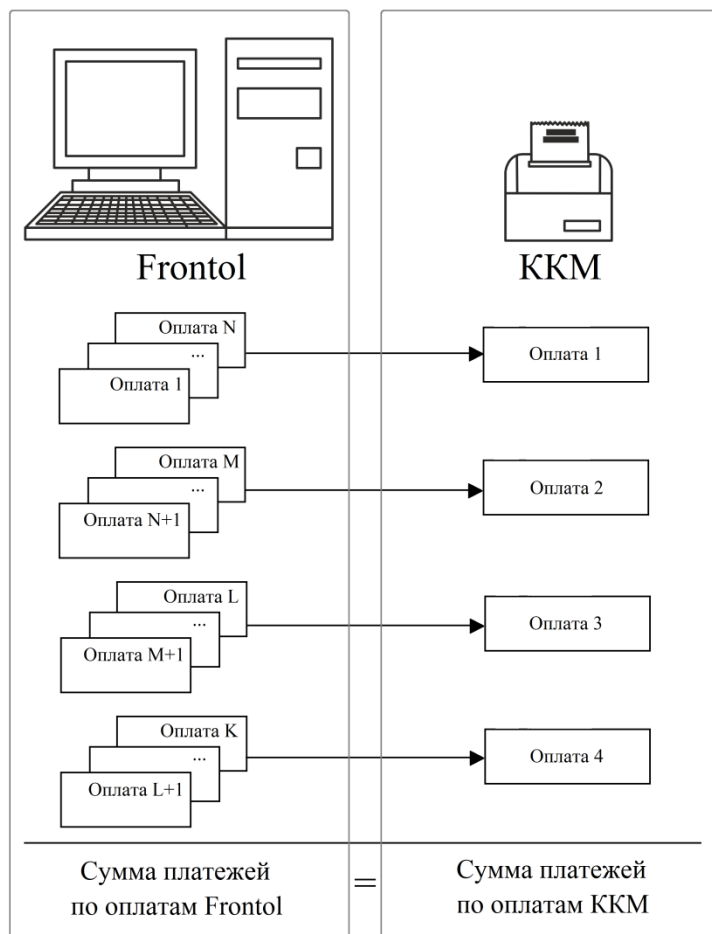 Frontol
ККМ
Оплата N
...
Оплата 1
Оплата 1
Оплата M
...
Оплата N+1
Оплата 2
Оплата L
...
Оплата M+1
Оплата 3
Оплата K
...
Оплата L+1
Оплата 4
Сумма платежей
по оплатам Frontol
=
Сумма платежей
по оплатам ККМ